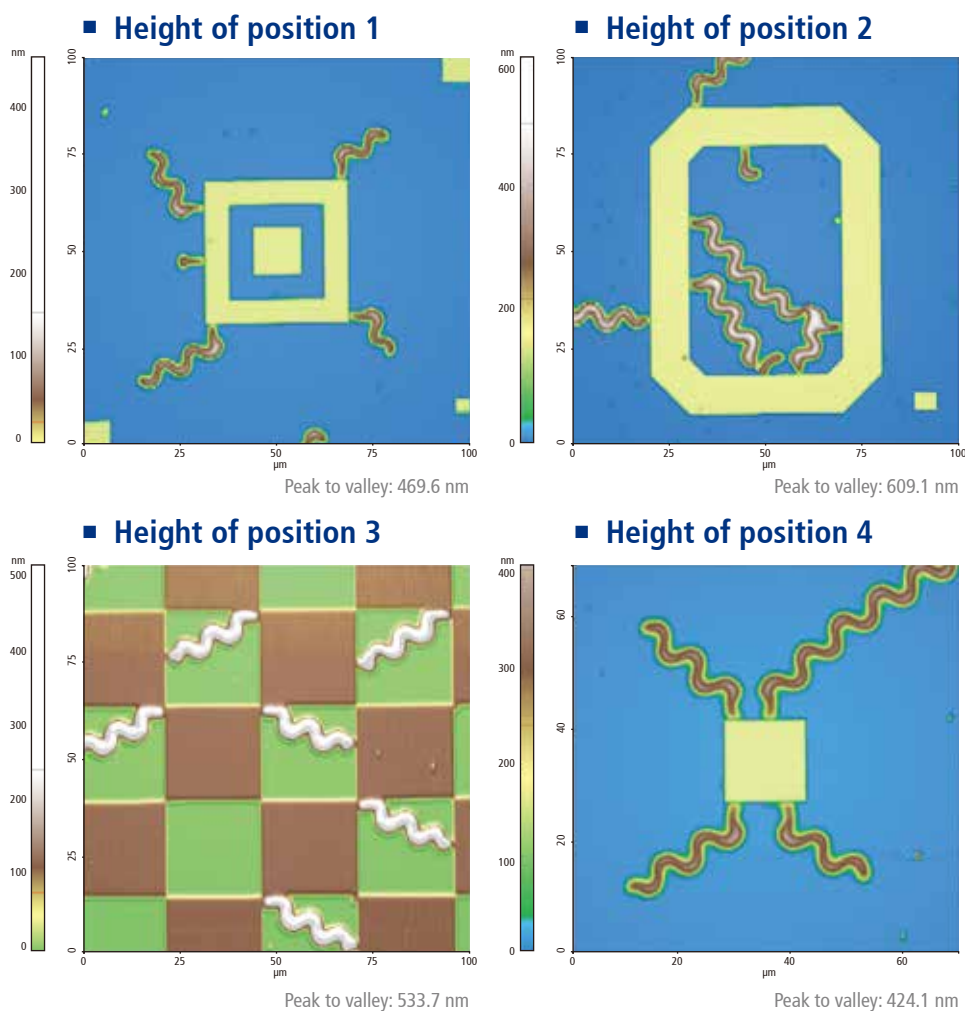 ■ Height of position 1
nm
400
300
200
100
0
100
75
50
25
0
0 25 50 75 100
µm
Peak to valley: 469.6 nm
■ Height of position 2
nm
600
400
200
0
100
75
50
25
0
0 25 50 75 100
µm
Peak to valley: 609.1 nm
■ Height of position 3
nm
500
400
300
200
100
0
100
75
50
25
0
0 25 50 75 100
µm
Peak to valley: 533.7 nm
■ Height of position 4
nm
400
300
200
100
0
60
40
20
0
0 20 40 60
µm
Peak to valley: 424.1 nm